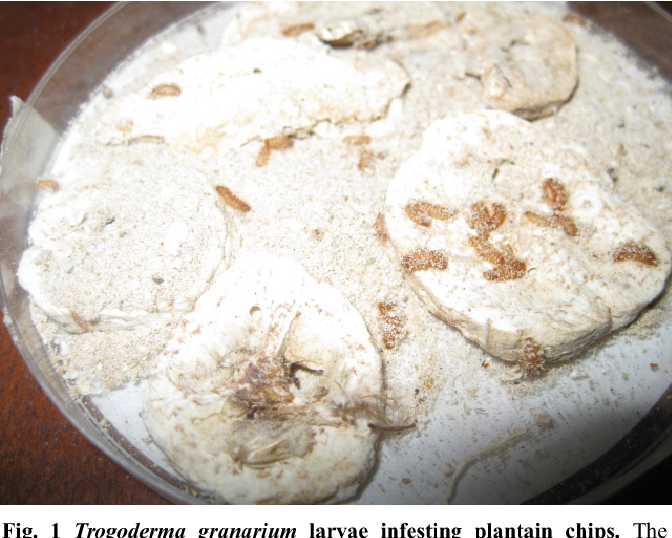 Fig. 1 Trogoderma granarium larvae infesting plantain chips. The